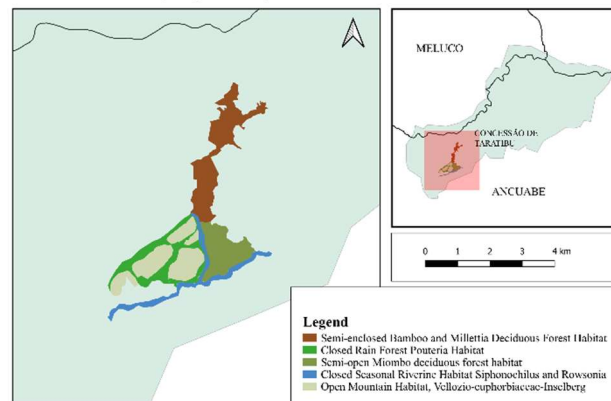 MELUCO
CONCESSÃO DE
TARATIBU
ANCUABE
0 1 2 3 4 km
Legend
Semi-enclosed Bamboo and Millettia Deciduous Forest Habitat
Closed Rain Forest Pouteria Habitat
Semi-open Miombo deciduous forest habitat
Closed Seasonal Riverine Habitat Siphonochilus and Rowsonia
Open Mountain Habitat, Vellozio-euphorbiaceae-Inselberg